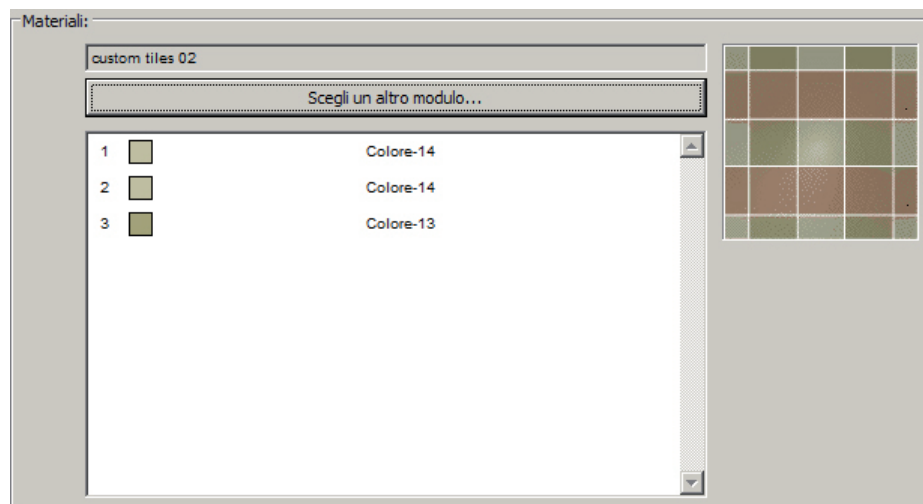 Materiali:
custom tiles 02
Scegli un altro modulo...
1 Colore-14
2 Colore-14
3 Colore-13